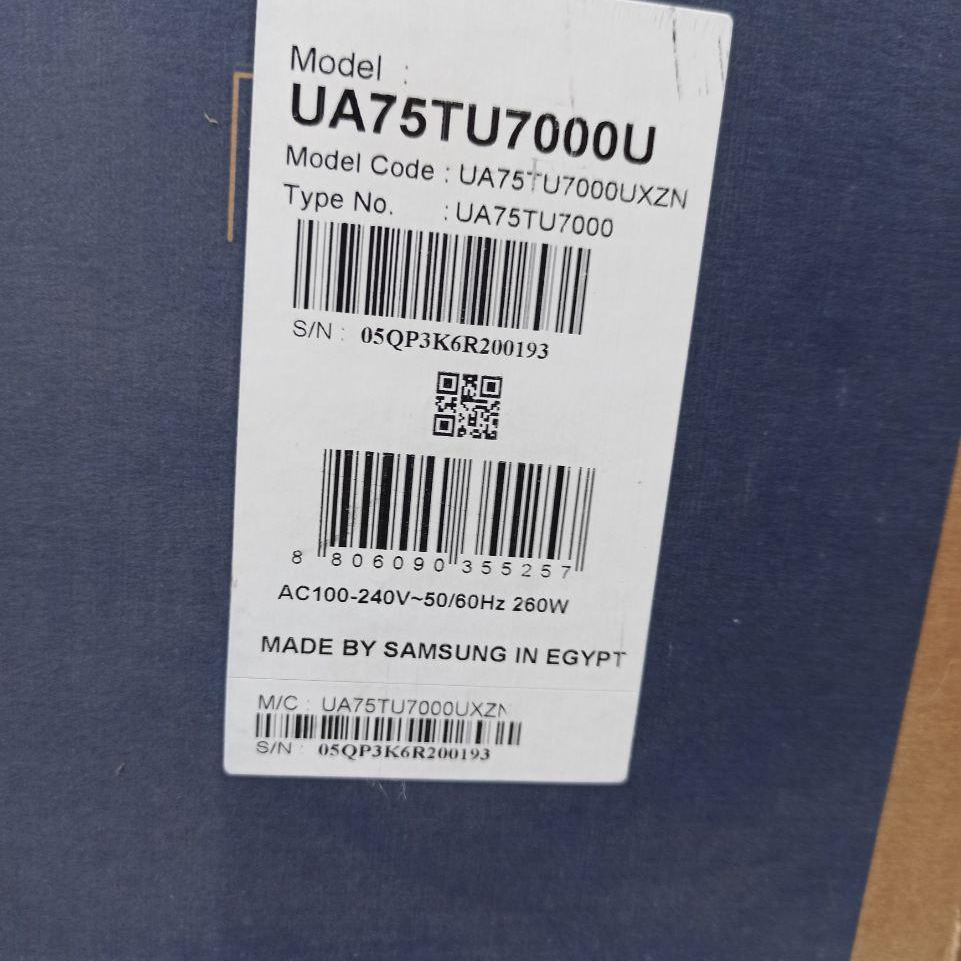 Model :
UA75TU7000U
Model Code : UA75TU7000UXZN
Type No. : UA75TU7000
S/N : 05QP3K6R200193
8 806090 355257
AC100-240V~50/60Hz 260W
MADE BY SAMSUNG IN EGYPT
M/C : UA75TU7000UXZN
S/N : 05QP3K6R200193